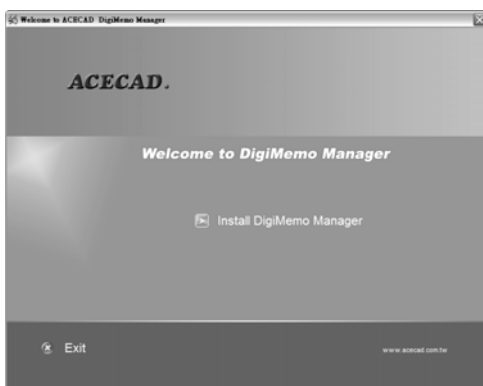 Welcome to ACECAD DigiMemo Manager
ACECAD.
Welcome to DigiMemo Manager
Install DigiMemo Manager
Exit
www.acecad.com.tw